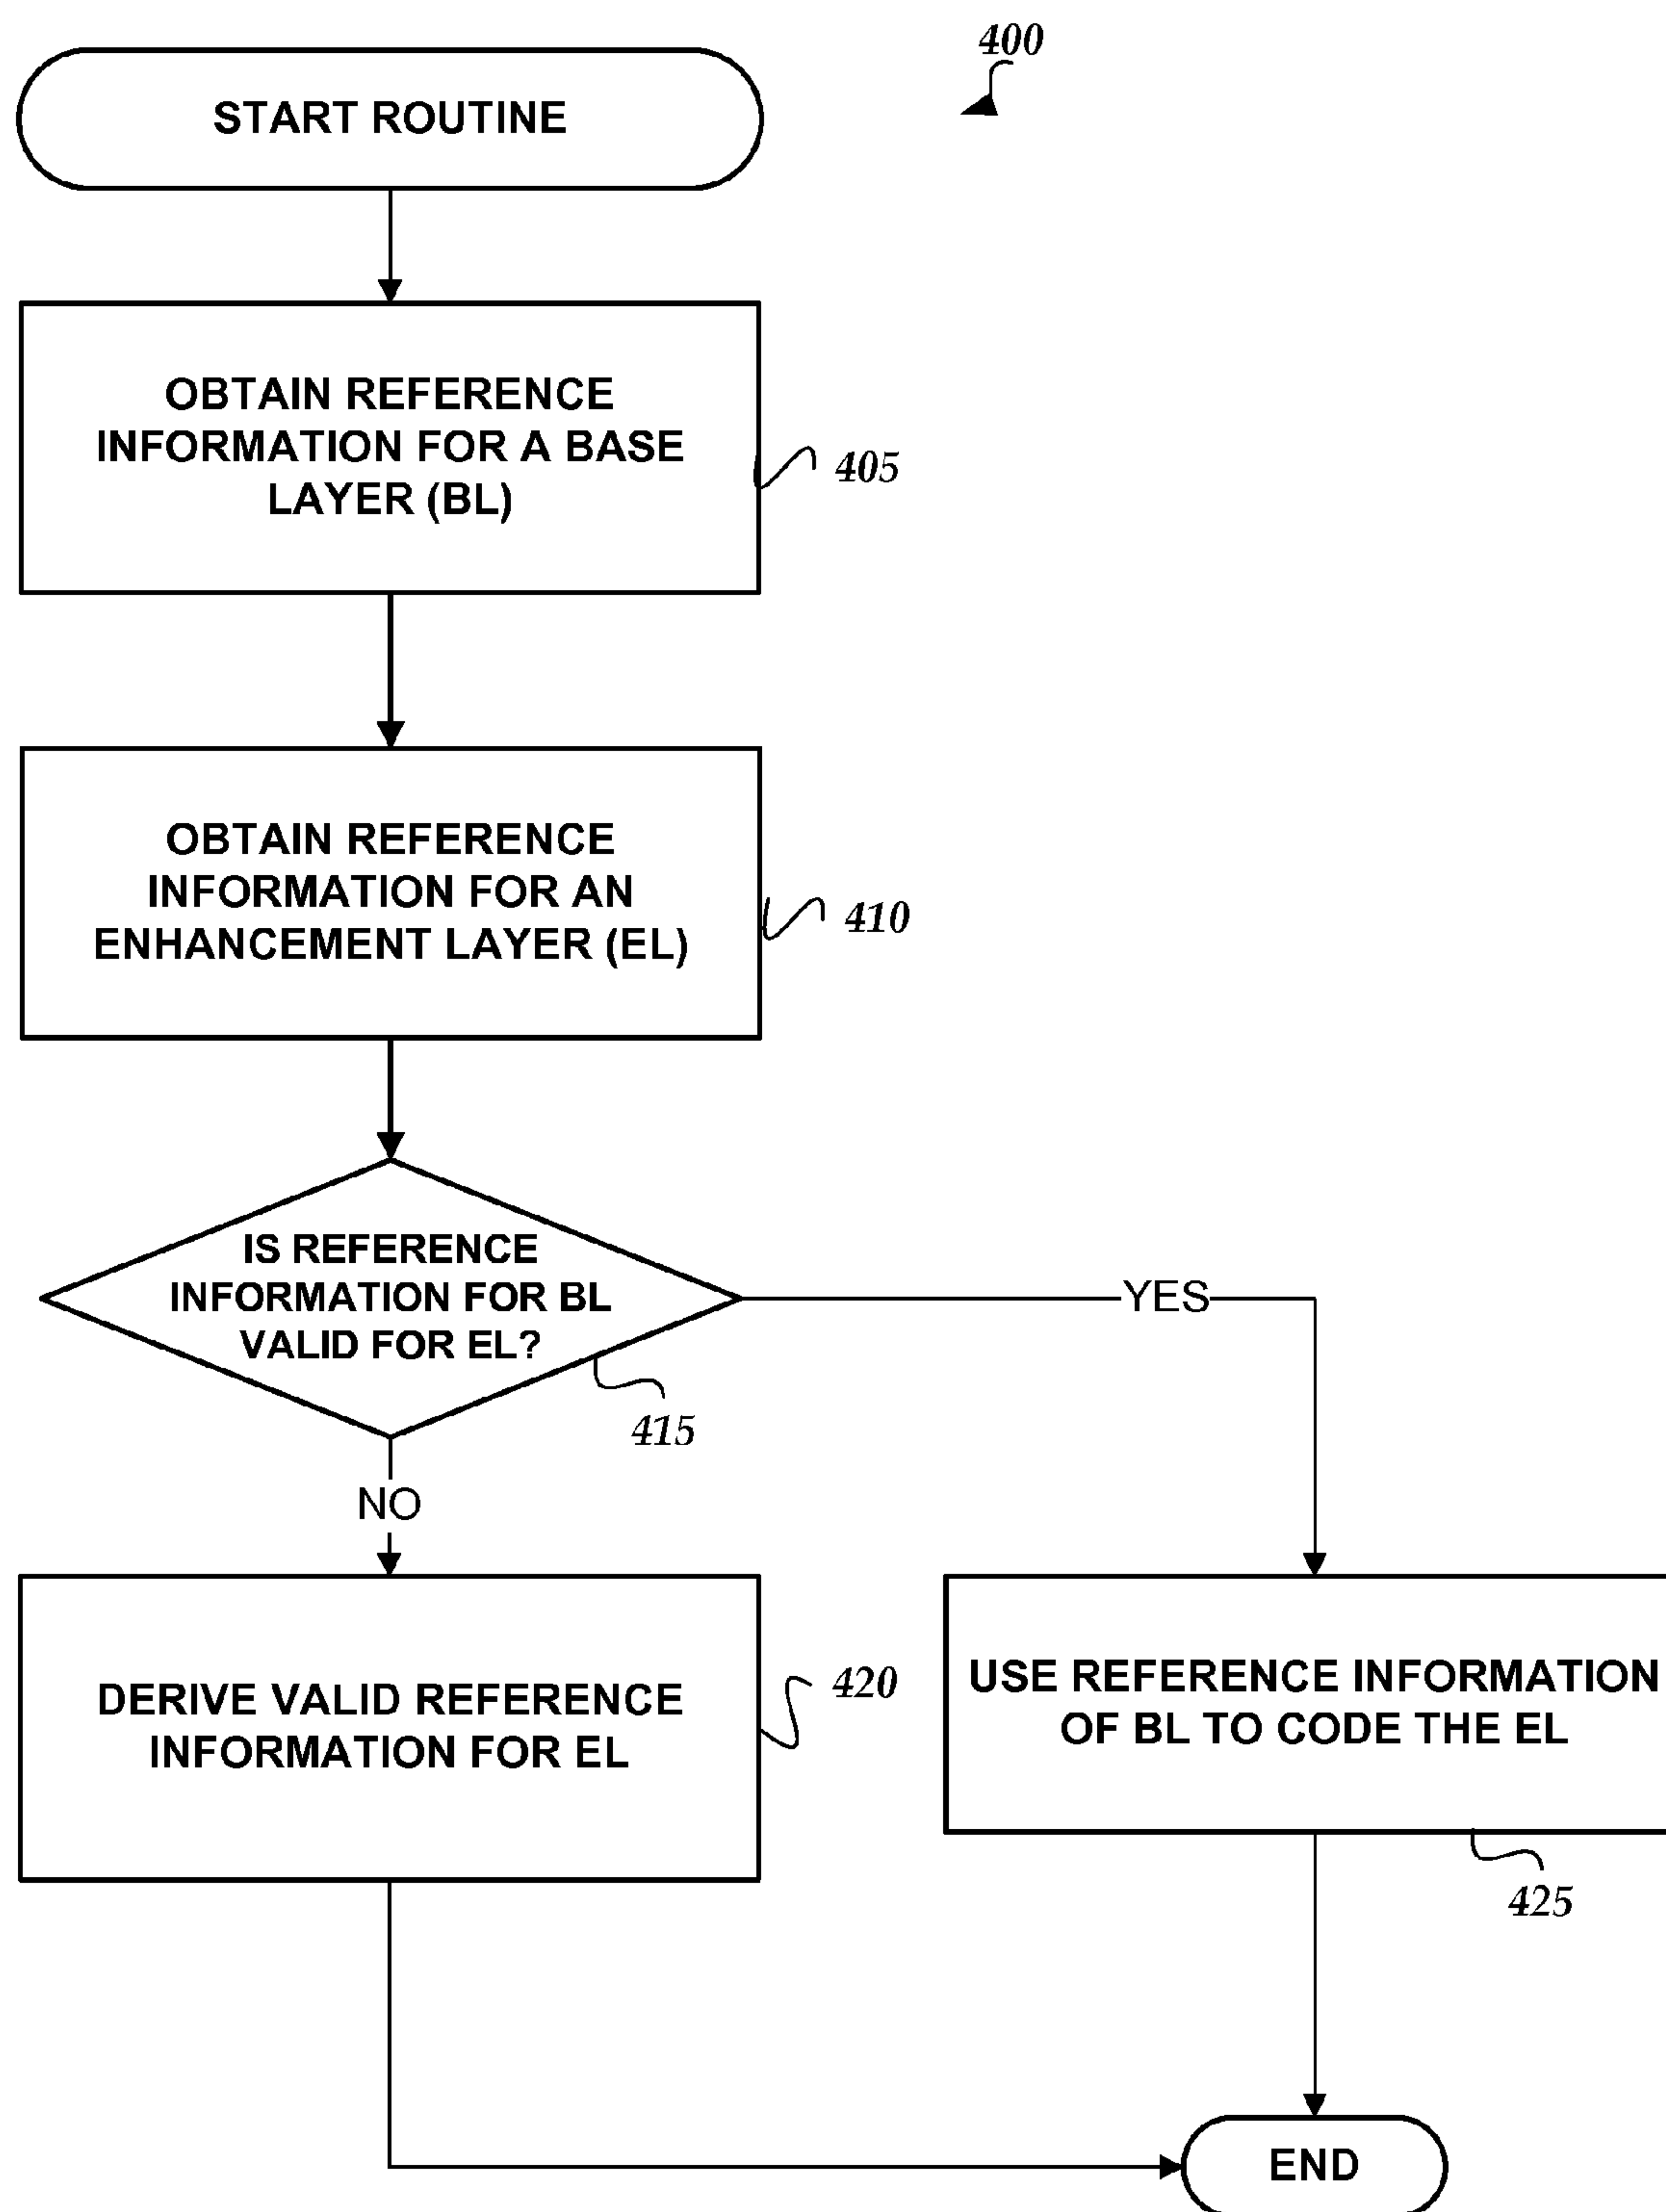 400
START ROUTINE
OBTAIN REFERENCE
INFORMATION FOR A BASE
LAYER (BL)
405
OBTAIN REFERENCE
INFORMATION FOR AN
ENHANCEMENT LAYER (EL)
410
IS REFERENCE
INFORMATION FOR BL
VALID FOR EL?
415
YES
NO
DERIVE VALID REFERENCE
INFORMATION FOR EL
420
USE REFERENCE INFORMATION
OF BL TO CODE THE EL
425
END